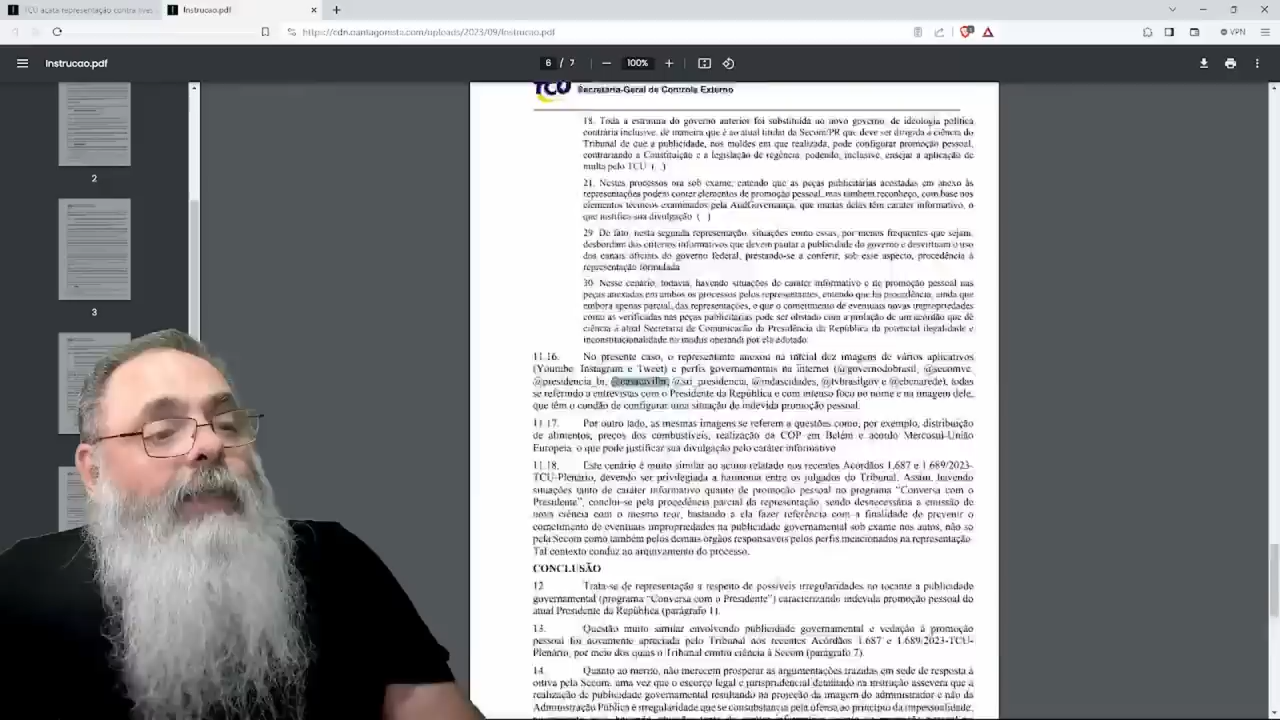 TCU acata representação contra uses
Instrucao.pdf
https://cdn.oantagonista.com/uploads/2023/09/Instrucao.pdf
VPN
Instrucao.pdf
6 / 7
100%
2
3
TCU Secretaria-Geral de Controle Externo
18. Toda a estrutura do governo anterior foi substituída no novo governo, de ideologia política
contrária inclusive, de maneira que é ao atual titular da Secom/PR que deve ser dirigida a ciência do
Tribunal de que a publicidade, nos moldes em que realizada, pode configurar promoção pessoal,
contrariando a Constituição e a legislação de regência, podendo, inclusive, ensejar a aplicação de
multa pelo TCU (...)
21. Nestes processos ora sob exame, entendo que as peças publicitárias acostadas em anexo às
representações podem conter elementos de promoção pessoal, mas também reconheço, com base nos
elementos técnicos examinados pela AudGovernança, que muitas delas têm caráter informativo, o
que justifica sua divulgação (...)
29. De fato, nesta segunda representação, situações como essas, por menos frequentes que sejam,
desbordam dos critérios informativos que devem pautar a publicidade do governo e desvirtuam o uso
dos canais oficiais do governo federal, prestando-se a conferir, sob esse aspecto, procedência à
representação formulada
30. Nesse cenário, todavia, havendo situações de caráter informativo e de promoção pessoal nas
peças anexadas em ambos os processos pelos representantes, entendo que há procedência, ainda que
embora apenas parcial, das representações, o que o cometimento de eventuais novas impropriedades
como as verificadas nas peças publicitárias pode ser obstado com a prolação de um acórdão que dê
ciência à atual Secretaria de Comunicação da Presidência da República da potencial ilegalidade e
inconstitucionalidade no modus operandi por ela adotado.
11.16. No presente caso, o representante anexou na inicial dez imagens de vários aplicativos
(Youtube, Instagram e Tweet) e perfis governamentais na internet (@governodobrasil, @secomvc,
@presidencia_br, @casacivilbr, @sri_presidencia, @mdascidades, @tvbrasilgov e @ebcnarede), todas
se referindo a entrevistas com o Presidente da República e com intenso foco no nome e na imagem dele,
que têm o condão de configurar uma situação de indevida promoção pessoal.
11.17. Por outro lado, as mesmas imagens se referem a questões como, por exemplo, distribuição
de alimentos, preços dos combustíveis, realização da COP em Belém e acordo Mercosul-União
Europeia, o que pode justificar sua divulgação pelo caráter informativo
11.18. Este cenário é muito similar ao acima relatado nos recentes Acórdãos 1.687 e 1.689/2023-
TCU-Plenário, devendo ser privilegiada a harmonia entre os julgados do Tribunal. Assim, havendo
situações tanto de caráter informativo quanto de promoção pessoal no programa “Conversa com o
Presidente”, conclui-se pela procedência parcial da representação, sendo desnecessária a emissão de
nova ciência com o mesmo teor, bastando a ela fazer referência com a finalidade de prevenir o
cometimento de eventuais impropriedades na publicidade governamental sob exame nos autos, não só
pela Secom como também pelos demais órgãos responsáveis pelos perfis mencionados na representação.
Tal contexto conduz ao arquivamento do processo.
CONCLUSÃO
12. Trata-se de representação a respeito de possíveis irregularidades no tocante a publicidade
governamental (programa “Conversa com o Presidente”) caracterizando indevida promoção pessoal do
atual Presidente da República (parágrafo 1).
13. Questão muito similar envolvendo publicidade governamental e vedação à promoção
pessoal foi novamente apreciada pelo Tribunal nos recentes Acórdãos 1.687 e 1.689/2023-TCU-
Plenário, por meio dos quais o Tribunal emitiu ciência à Secom (parágrafo 7).
14. Quanto ao mérito, não merecem prosperar as argumentações trazidas em sede de resposta à
oitiva pela Secom, uma vez que o escorço legal e jurisprudencial detalhado na instrução assevera que a
realização de publicidade governamental resultando na projeção da imagem do administrador e não da
Administração Pública é irregularidade que se consubstancia pela ofensa ao princípio da impessoalidade,